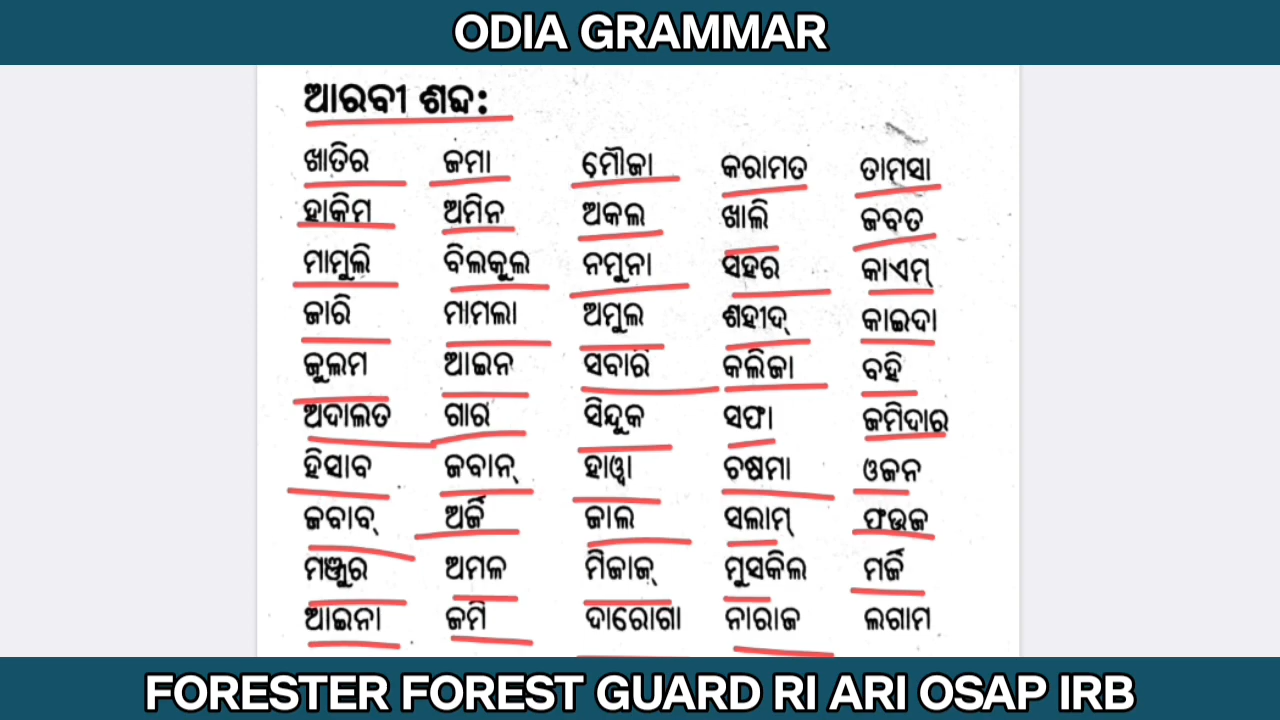 ODIA GRAMMAR
ଆରବୀ ଶବ୍ଦ:
ଖାତିର ଜମା ମୌଜା କରାମତ ତାମସା
ହାକିମ ଅମିନ ଅକଲ ଖାଲି ଜବତ
ମାମୁଲି ବିଲକୁଲ ନମୁନା ସହର କାଏମ୍
ଜାରି ମାମଲା ଅମୁଲ ଶହୀଦ୍ କାଇଦା
ଜୁଲମ ଆଇନ ସବାରି କଲିଜା ବହି
ଅଦାଲତ ଗାର ସିନ୍ଦୁକ ସଫା ଜମିଦାର
ହିସାବ ଜବାନ୍ ହାୱା ଚଷମା ଓଜନ
ଜବାବ୍ ଅର୍ଜି ଜାଲ ସଲାମ୍ ଫଉଜ
ମଞ୍ଜୁର ଅମଳ ମିଜାଜ୍ ମୁସକିଲ ମର୍ଜି
ଆଇନା ଜମି ଦାରୋଗା ନାରାଜ ଲଗାମ
FORESTER FOREST GUARD RI ARI OSAP IRB